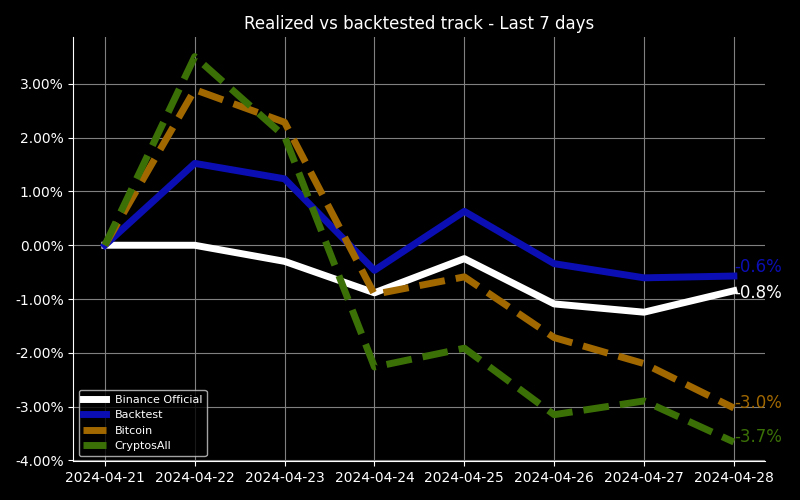 Realized vs backtested track - Last 7 days
3.00%
2.00%
1.00%
0.00%
-1.00%
-2.00%
-3.00%
-4.00%
-0.6%
-0.8%
-3.0%
-3.7%
Binance Official
Backtest
Bitcoin
CryptosAll
2024-04-21 2024-04-22 2024-04-23 2024-04-24 2024-04-25 2024-04-26 2024-04-27 2024-04-28